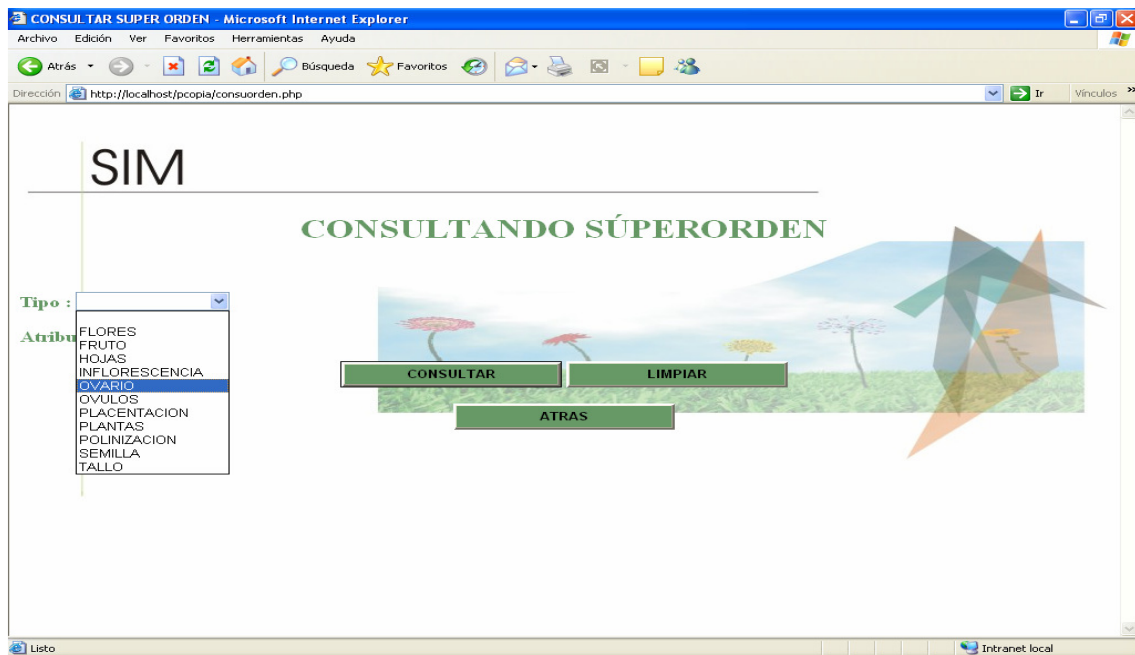 CONSULTAR SUPER ORDEN - Microsoft Internet Explorer
Archivo Edición Ver Favoritos Herramientas Ayuda
Atrás Búsqueda Favoritos
Dirección http://localhost/pcopia/consuorden.php Ir Vínculos »
SIM
CONSULTANDO SÚPERORDEN
Tipo :
Atribu
FLORES
FRUTO
HOJAS
INFLORESCENCIA
OVARIO
OVULOS
PLACENTACION
PLANTAS
POLINIZACION
SEMILLA
TALLO
CONSULTAR LIMPIAR
ATRAS
Listo Intranet local